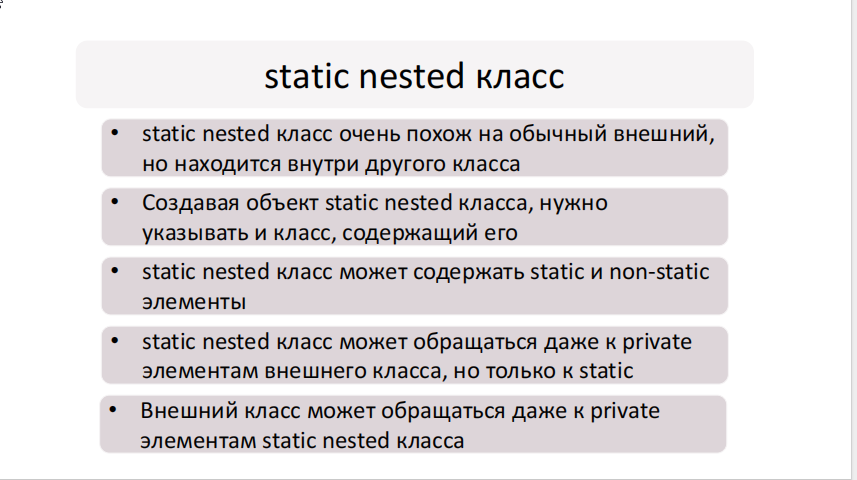 static nested класс
• static nested класс очень похож на обычный внешний,
но находится внутри другого класса
• Создавая объект static nested класса, нужно
указывать и класс, содержащий его
• static nested класс может содержать static и non-static
элементы
• static nested класс может обращаться даже к private
элементам внешнего класса, но только к static
• Внешний класс может обращаться даже к private
элементам static nested класса